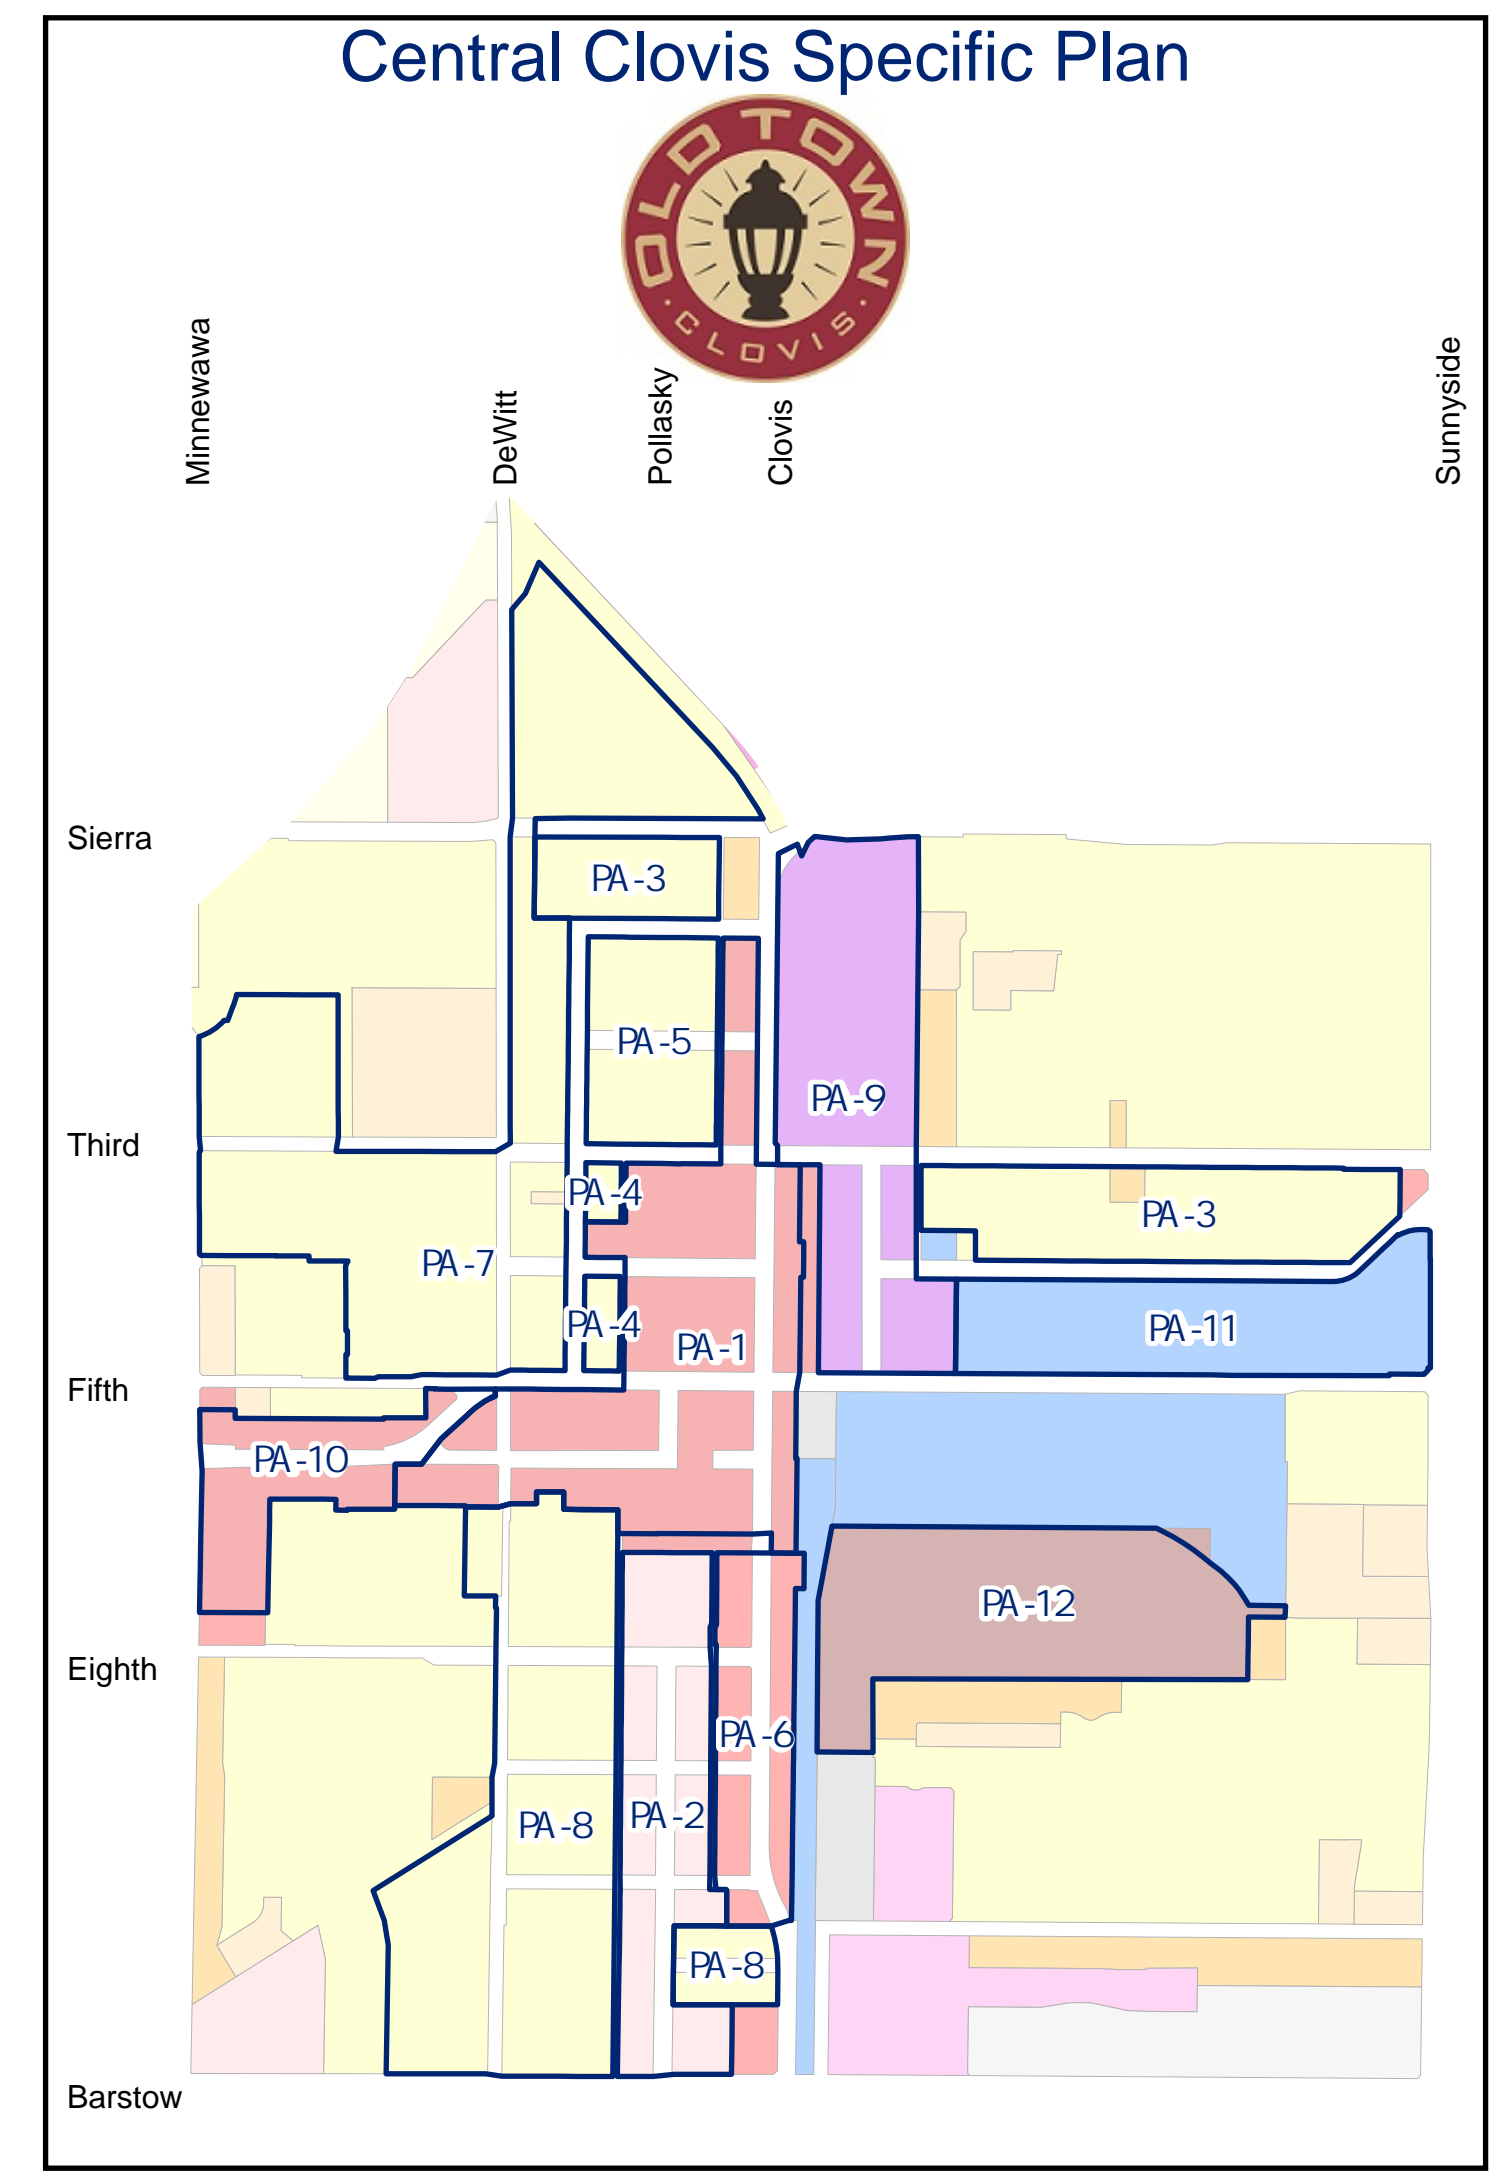 Central Clovis Specific Plan
OLD TOWN
CLOVIS
Minnewawa
DeWitt
Pollasky
Clovis
Sunnyside
Sierra
PA-3
PA-5
PA-9
Third
PA-4
PA-3
PA-7
PA-4
PA-1
PA-11
Fifth
PA-10
PA-12
Eighth
PA-6
PA-2
PA-8
PA-8
Barstow